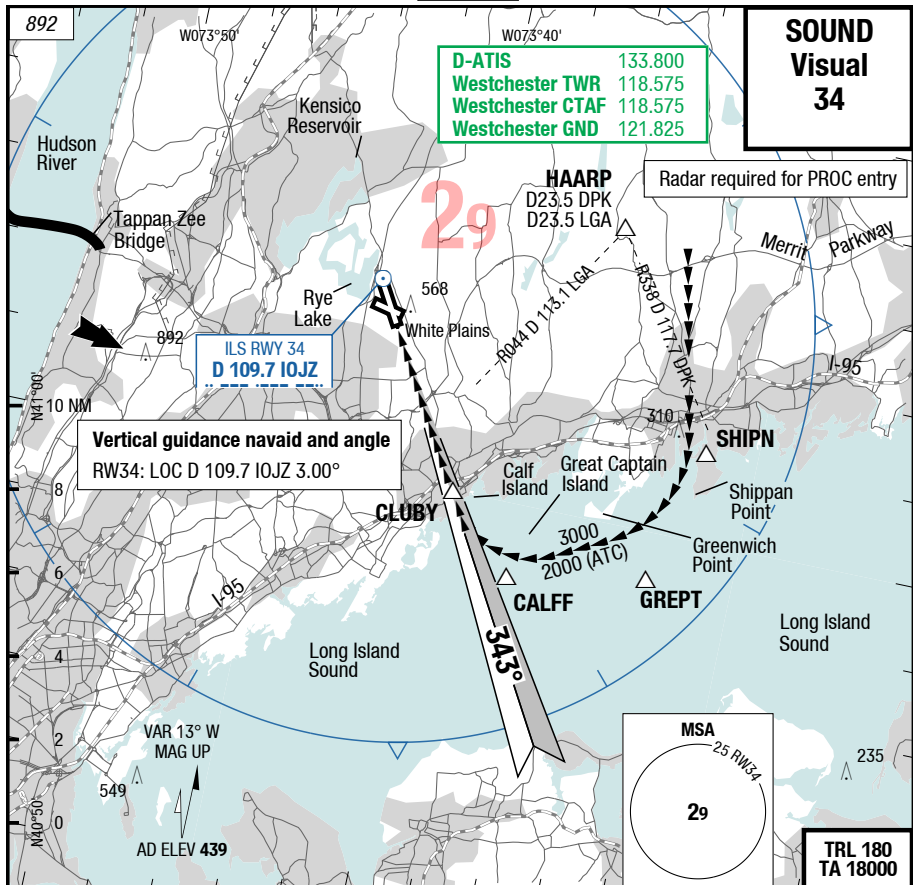 892
W073°50'
W073°40'
SOUND
Visual
34
D-ATIS 133.800
Westchester TWR 118.575
Westchester CTAF 118.575
Westchester GND 121.825
Kensico
Reservoir
Hudson
River
HAARP
D23.5 DPK
D23.5 LGA
Radar required for PROC entry
29
Tappan Zee
Bridge
Merrit Parkway
R044 D 113.1 LGA
R338 D 117.7 DPK
Rye
Lake
568
White Plains
892
ILS RWY 34
D 109.7 IOJZ
I-95
N41°00'
10 NM
310
SHIPN
Vertical guidance navaid and angle
RW34: LOC D 109.7 IOJZ 3.00°
Calf
Island
Great Captain
Island
Shippan
Point
8
CLUBY
3000
2000 (ATC)
Greenwich
Point
6
I-95
CALFF
GREPT
343°
Long Island
Sound
Long Island
Sound
4
VAR 13° W
MAG UP
2
MSA
25 RW34
29
235
549
N40°50'
0
AD ELEV 439
TRL 180
TA 18000